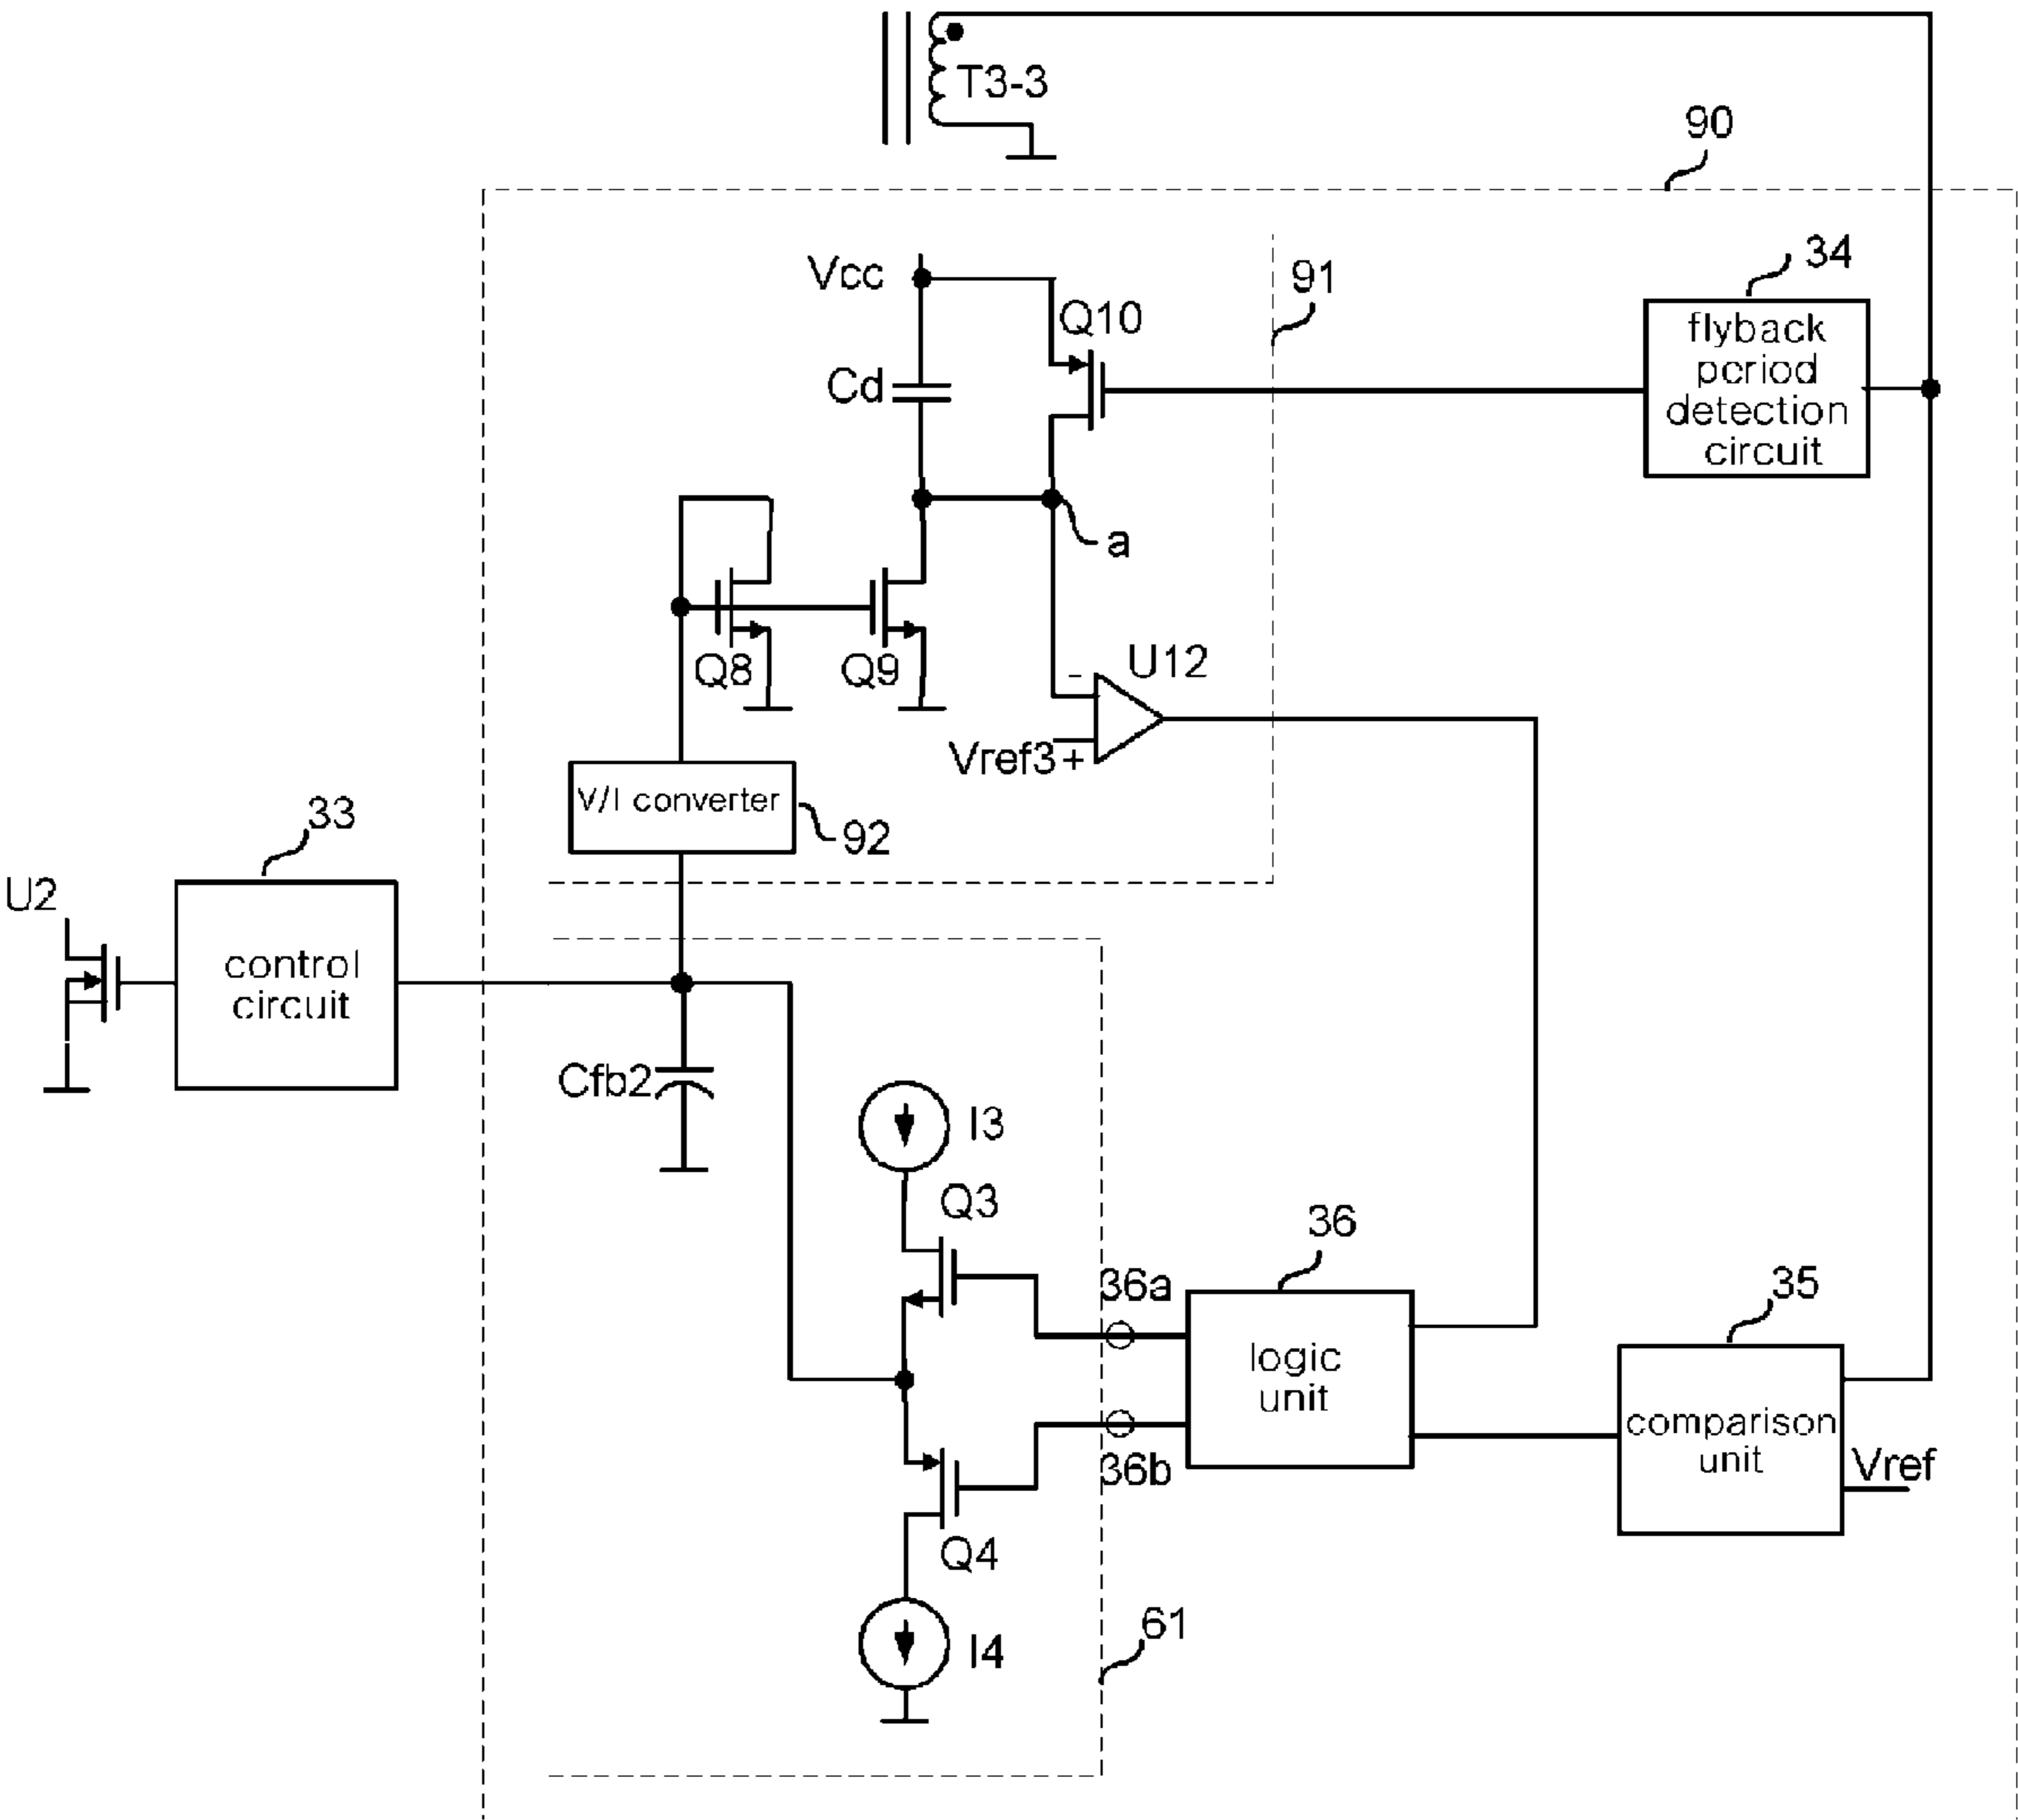 T3-3
90
Vcc
Q10
91
34
flyback
pcriod
detection
circuit
Cd
a
Q8
Q9
-
U12
Vref3 +
V/I converter
92
33
U2
control
circuit
Cfb2
I3
Q3
36a
36
logic
unit
35
comparison
unit
Vref
36b
Q4
I4
61